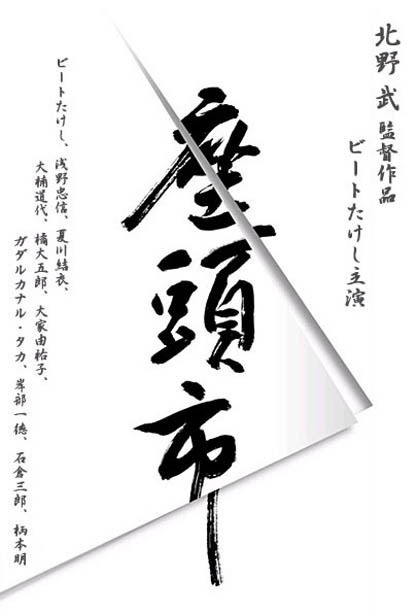 北野武監督作品
ビートたけし主演
座頭市
ビートたけし、浅野忠信、夏川結衣、
大楠道代、橘大五郎、大家由祐子、
ガダルカナル・タカ、岸部一徳、石倉三郎、柄本明